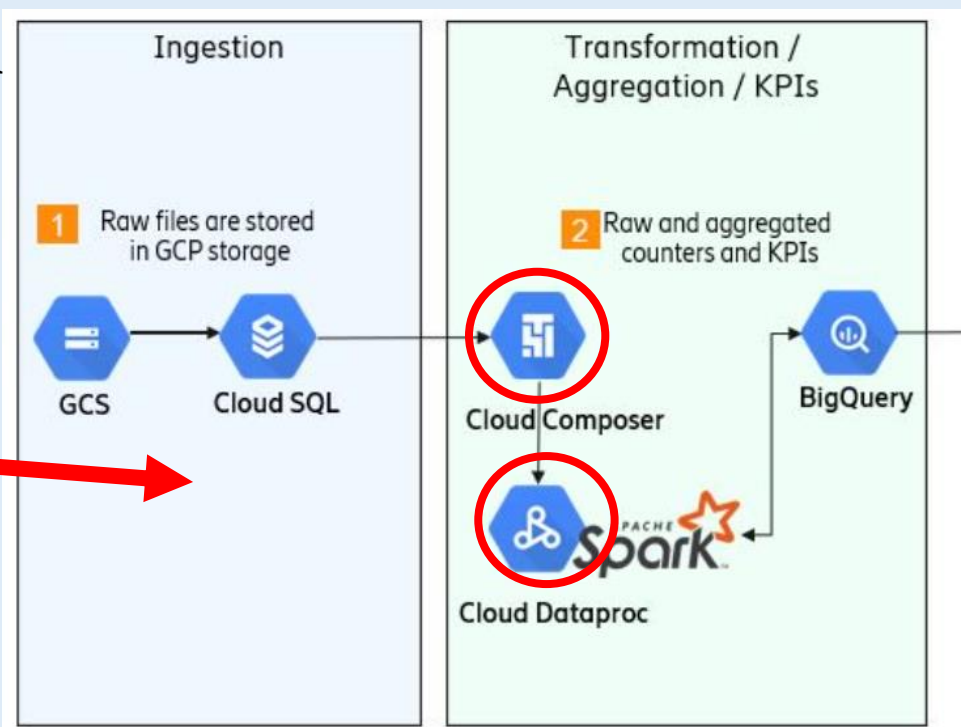 Ingestion
1
Raw files are stored
in GCP storage
GCS
Cloud SQL
Transformation /
Aggregation / KPIs
2
Raw and aggregated
counters and KPIs
Cloud Composer
BigQuery
PACHE
Spark
Cloud Dataproc